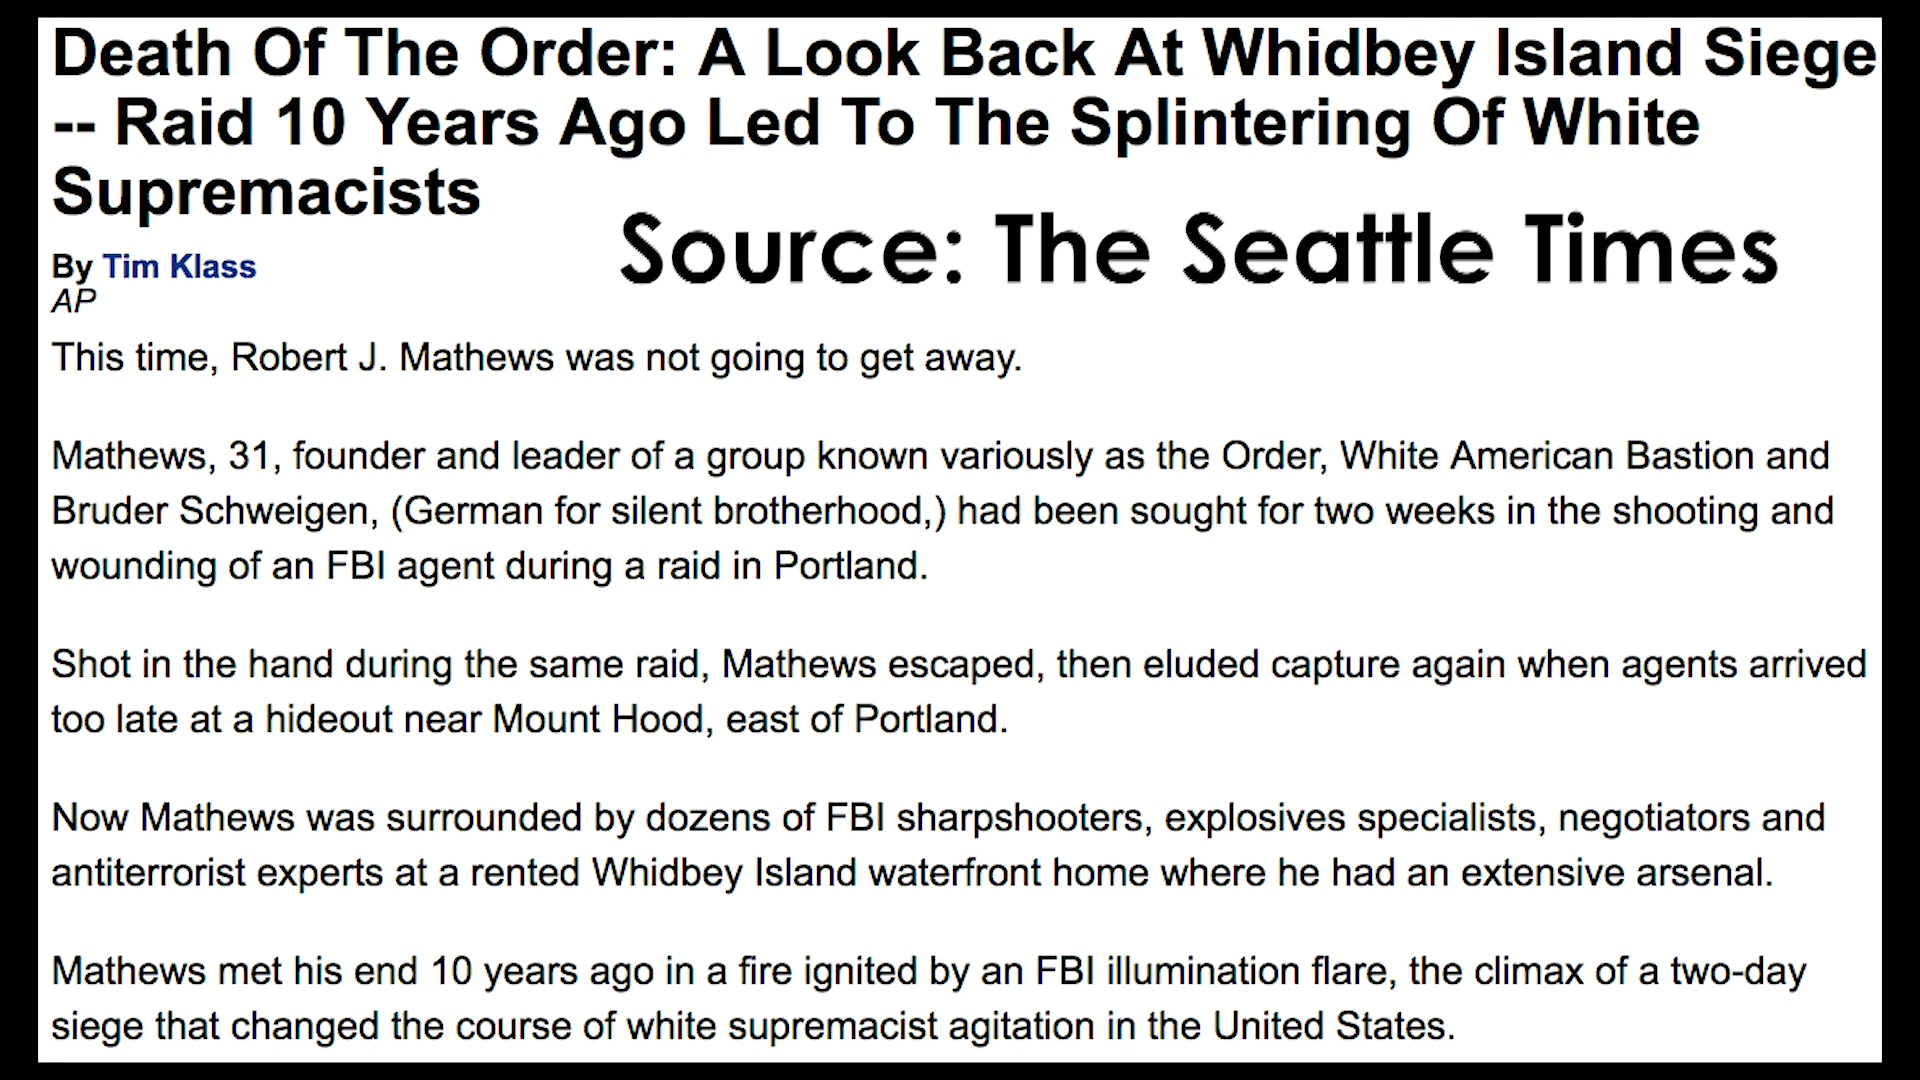 Death Of The Order: A Look Back At Whidbey Island Siege
-- Raid 10 Years Ago Led To The Splintering Of White
Supremacists
Source: The Seattle Times
By Tim Klass
AP
This time, Robert J. Mathews was not going to get away.
Mathews, 31, founder and leader of a group known variously as the Order, White American Bastion and
Bruder Schweigen, (German for silent brotherhood,) had been sought for two weeks in the shooting and
wounding of an FBI agent during a raid in Portland.
Shot in the hand during the same raid, Mathews escaped, then eluded capture again when agents arrived
too late at a hideout near Mount Hood, east of Portland.
Now Mathews was surrounded by dozens of FBI sharpshooters, explosives specialists, negotiators and
antiterrorist experts at a rented Whidbey Island waterfront home where he had an extensive arsenal.
Mathews met his end 10 years ago in a fire ignited by an FBI illumination flare, the climax of a two-day
siege that changed the course of white supremacist agitation in the United States.